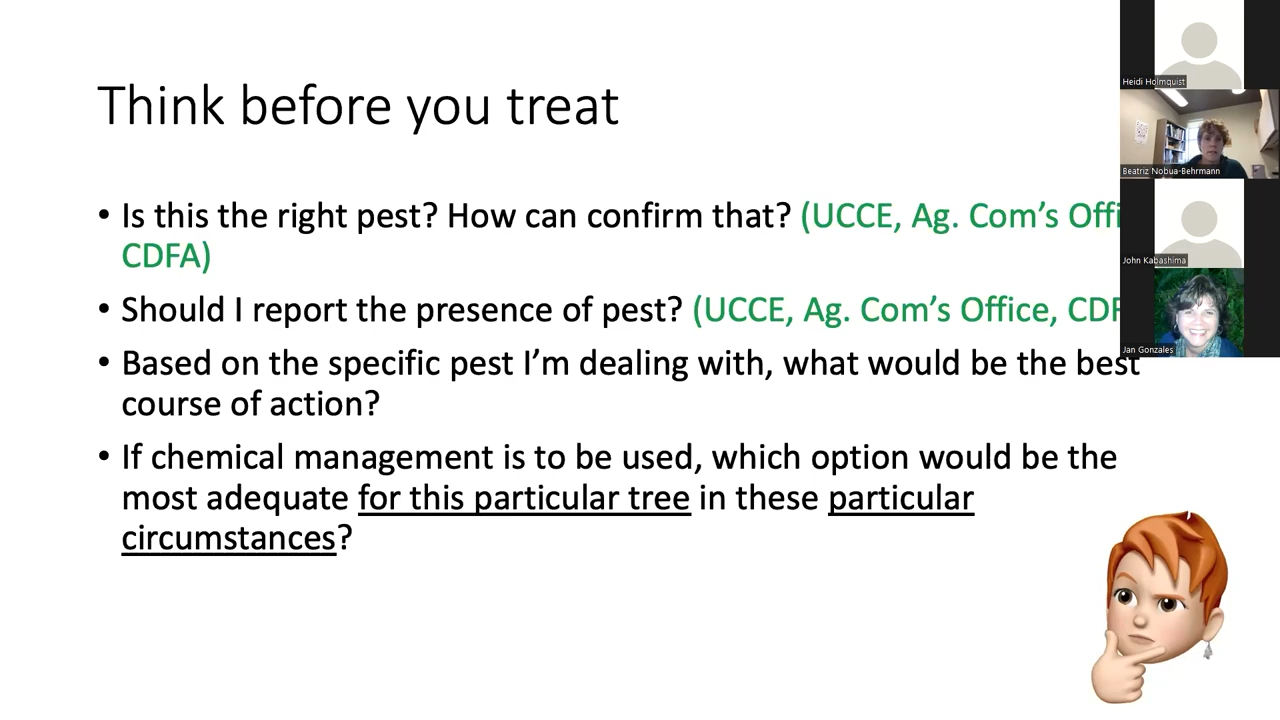 Think before you treat
• Is this the right pest? How can confirm that? (UCCE, Ag. Com’s
CDFA)
• Should I report the presence of pest? (UCCE, Ag. Com’s Office,
• Based on the specific pest I’m dealing with, what would be the best
course of action?
• If chemical management is to be used, which option would be the
most adequate for this particular tree in these particular
circumstances?
Heidi Holmquist
Beatriz Nobua-Behrmann
John Kabashima
Jan Gonzales